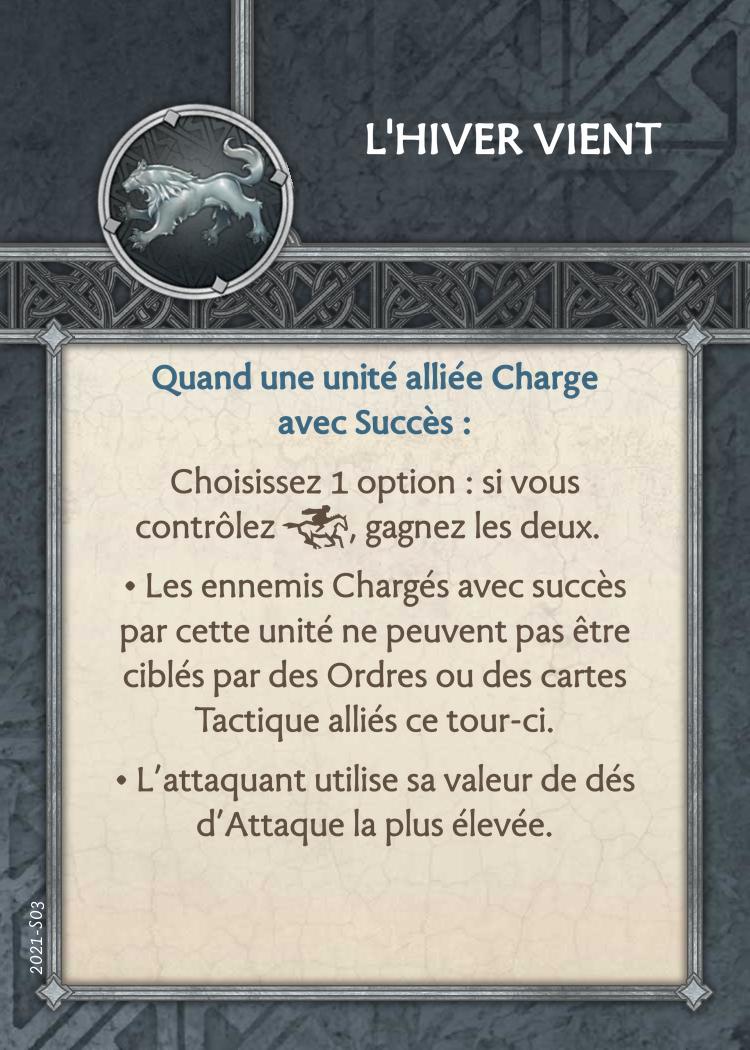 L'HIVER VIENT
Quand une unité alliée Charge
avec Succès :
Choisissez 1 option : si vous
contrôlez , gagnez les deux.
• Les ennemis Chargés avec succès
par cette unité ne peuvent pas être
ciblés par des Ordres ou des cartes
Tactique alliés ce tour-ci.
• L'attaquant utilise sa valeur de dés
d'Attaque la plus élevée.
2021-S03